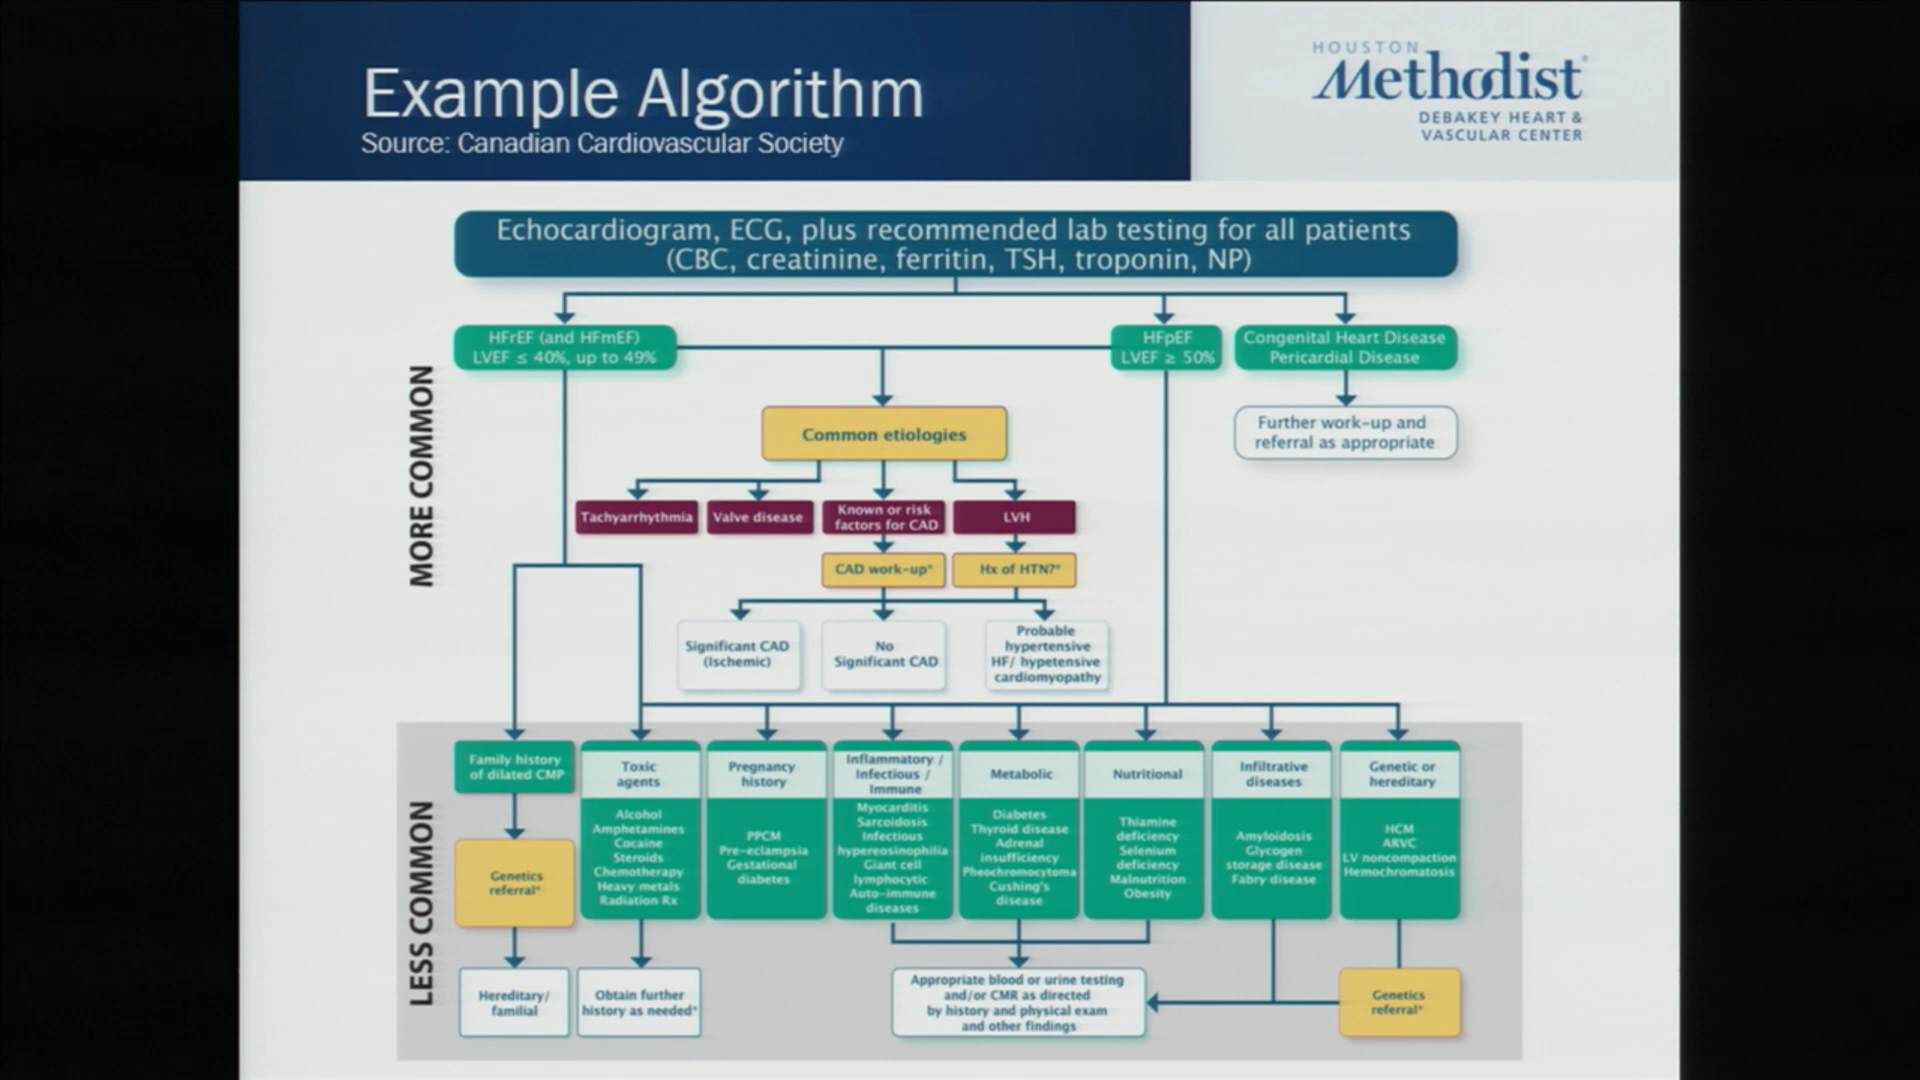 Example Algorithm
Source: Canadian Cardiovascular Society
HOUSTON
Methodist
DEBAKEY HEART &
VASCULAR CENTER
Echocardiogram, ECG, plus recommended lab testing for all patients
(CBC, creatinine, ferritin, TSH, troponin, NP)
HFrEF (and HFmEF)
LVEF ≤ 40%, up to 49%
HFpEF
LVEF ≥ 50%
Congenital Heart Disease
Pericardial Disease
MORE COMMON
Common etiologies
Further work-up and
referral as appropriate
Tachyarrhythmia
Valve disease
Known or risk
factors for CAD
LVH
CAD work-up*
Hx of HTN?*
Significant CAD
(Ischemic)
No
Significant CAD
Probable
hypertensive
HF/ hypetensive
cardiomyopathy
LESS COMMON
Family history
of dilated CMP
Toxic
agents
Pregnancy
history
Inflammatory /
Infectious /
Immune
Metabolic
Nutritional
Infiltrative
diseases
Genetic or
hereditary
Genetics
referral*
Alcohol
Amphetamines
Cocaine
Steroids
Chemotherapy
Heavy metals
Radiation Rx
PPCM
Pre-eclampsia
Gestational
diabetes
Myocarditis
Sarcoidosis
Infectious
hypereosinophilia
Giant cell
lymphocytic
Auto-immune
diseases
Diabetes
Thyroid disease
Adrenal
insufficiency
Pheochromocytoma
Cushing's
disease
Thiamine
deficiency
Selenium
deficiency
Malnutrition
Obesity
Amyloidosis
Glycogen
storage disease
Fabry disease
HCM
ARVC
LV noncompaction
Hemochromatosis
Hereditary/
familial
Obtain further
history as needed*
Appropriate blood or urine testing
and/or CMR as directed
by history and physical exam
and other findings
Genetics
referral*